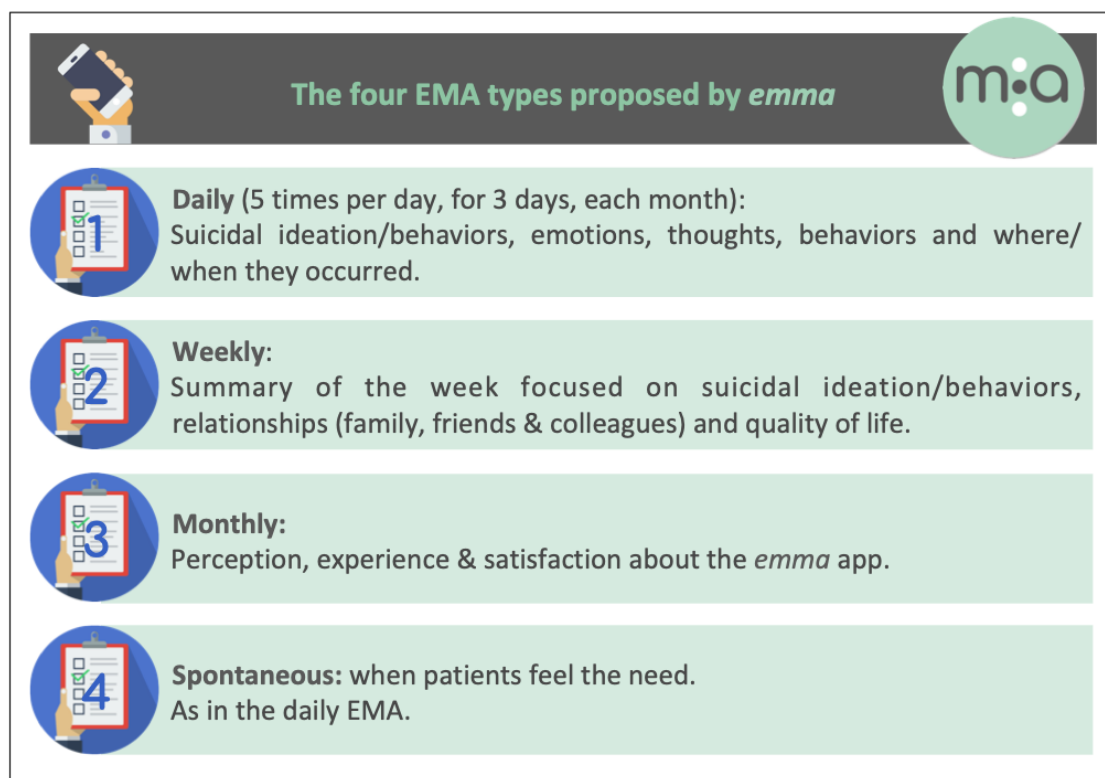 The four EMA types proposed by emma
m:a
1
Daily (5 times per day, for 3 days, each month):
Suicidal ideation/behaviors, emotions, thoughts, behaviors and where/
when they occurred.
2
Weekly:
Summary of the week focused on suicidal ideation/behaviors,
relationships (family, friends & colleagues) and quality of life.
3
Monthly:
Perception, experience & satisfaction about the emma app.
4
Spontaneous: when patients feel the need.
As in the daily EMA.